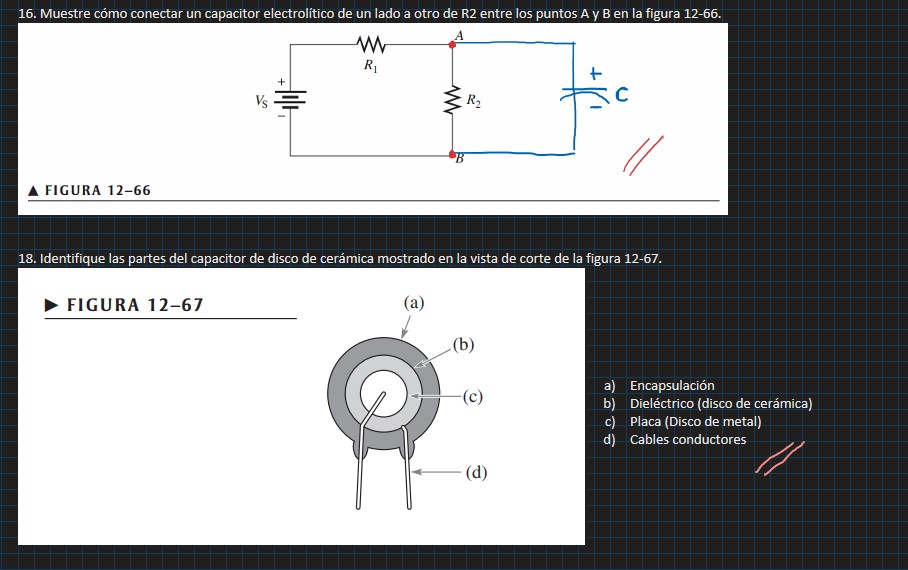 16. Muestre cómo conectar un capacitor electrolítico de un lado a otro de R2 entre los puntos A y B en la figura 12-66.
A
R1
+
VS
−
R2
+
C
−
B
▲ FIGURA 12–66
18. Identifique las partes del capacitor de disco de cerámica mostrado en la vista de corte de la figura 12-67.
► FIGURA 12–67
(a)
(b)
(c)
(d)
a) Encapsulación
b) Dieléctrico (disco de cerámica)
c) Placa (Disco de metal)
d) Cables conductores